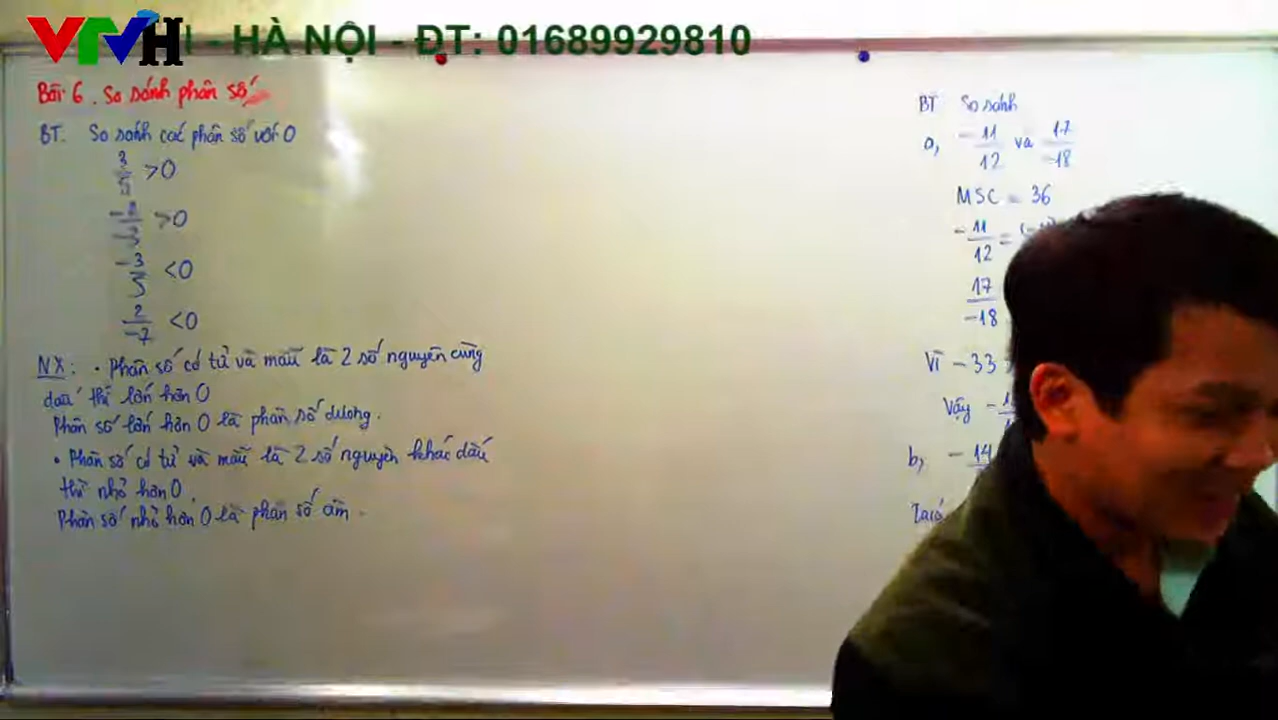 VTVH
I - HÀ NỘI - ĐT: 01689929810
Bài 6. So sánh phân số
BT. So sánh các phân số với 0
3/5 >0
-2/-3 >0
-3/5 <0
2/-7 <0
NX: • Phân số có tử và mẫu là 2 số nguyên cùng
dấu thì lớn hơn 0
Phân số lớn hơn 0 là phân số dương.
• Phân số có tử và mẫu là 2 số nguyên khác dấu
thì nhỏ hơn 0.
Phân số nhỏ hơn 0 là phân số âm.
BT So sánh
a, -11/12 và 17/-18
MSC = 36
-11/12 =
17/-18
Vì -33
Vậy -
b, -14
Ta có